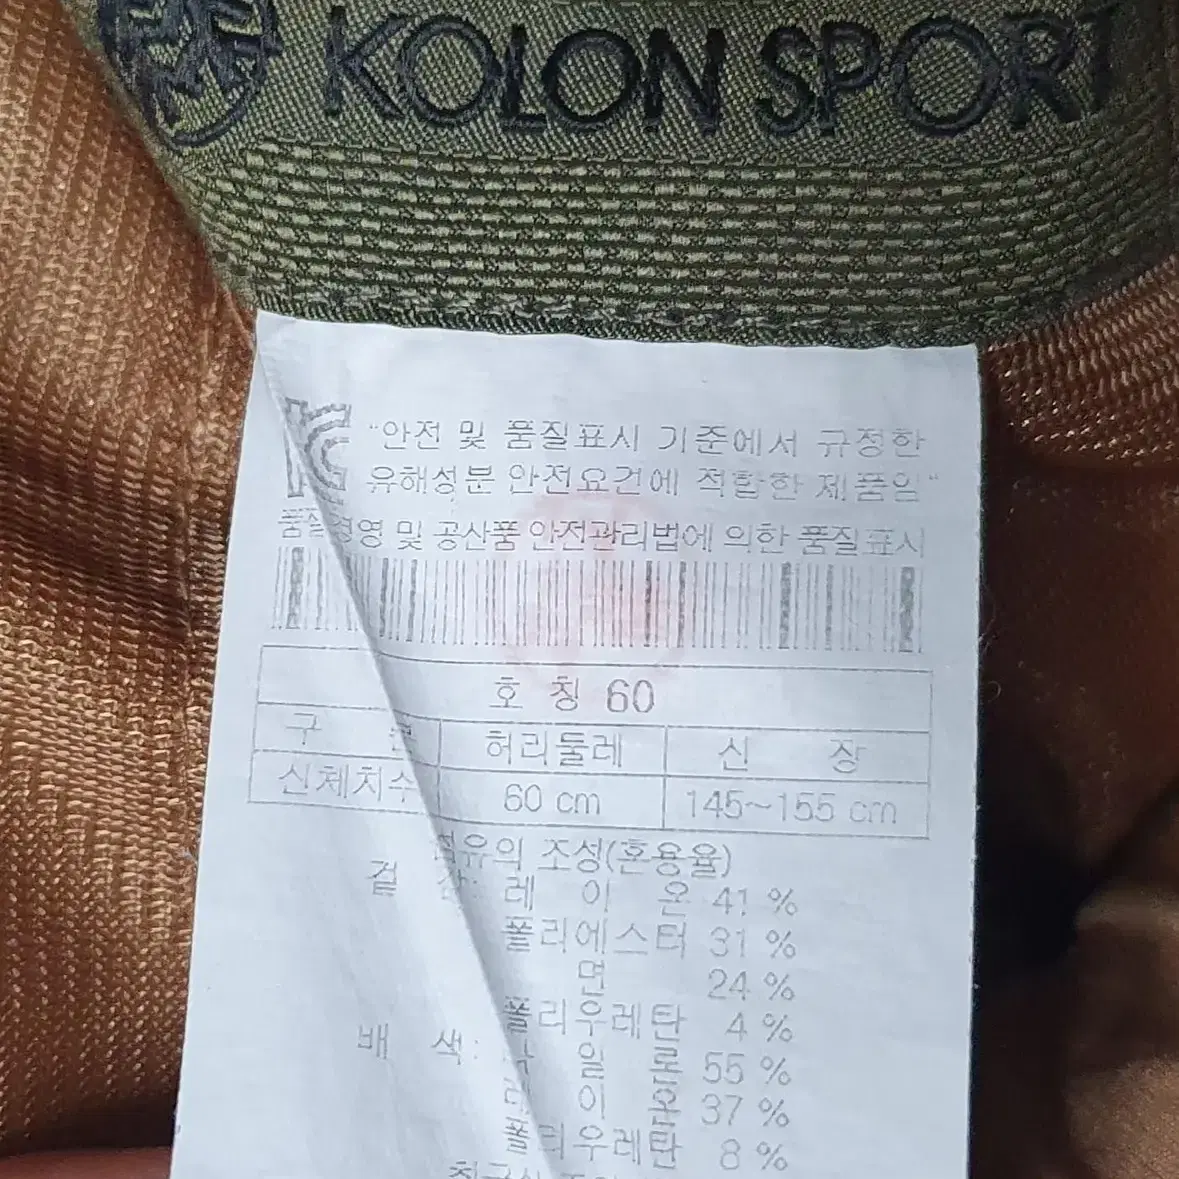 KOLON SPORT
"안전 및 품질표시 기준에서 규정한
유해성분 안전요건에 적합한 제품임"
품질경영 및 공산품 안전관리법에 의한 품질표시
호 칭 60
구 분 허리둘레 신 장
신체치수 60 cm 145~155 cm
섬유의 조성(혼용율)
겉 감: 레 이 온 41 %
폴리에스터 31 %
면 24 %
폴리우레탄 4 %
배 색: 나 일 론 55 %
레 이 온 37 %
폴리우레탄 8 %